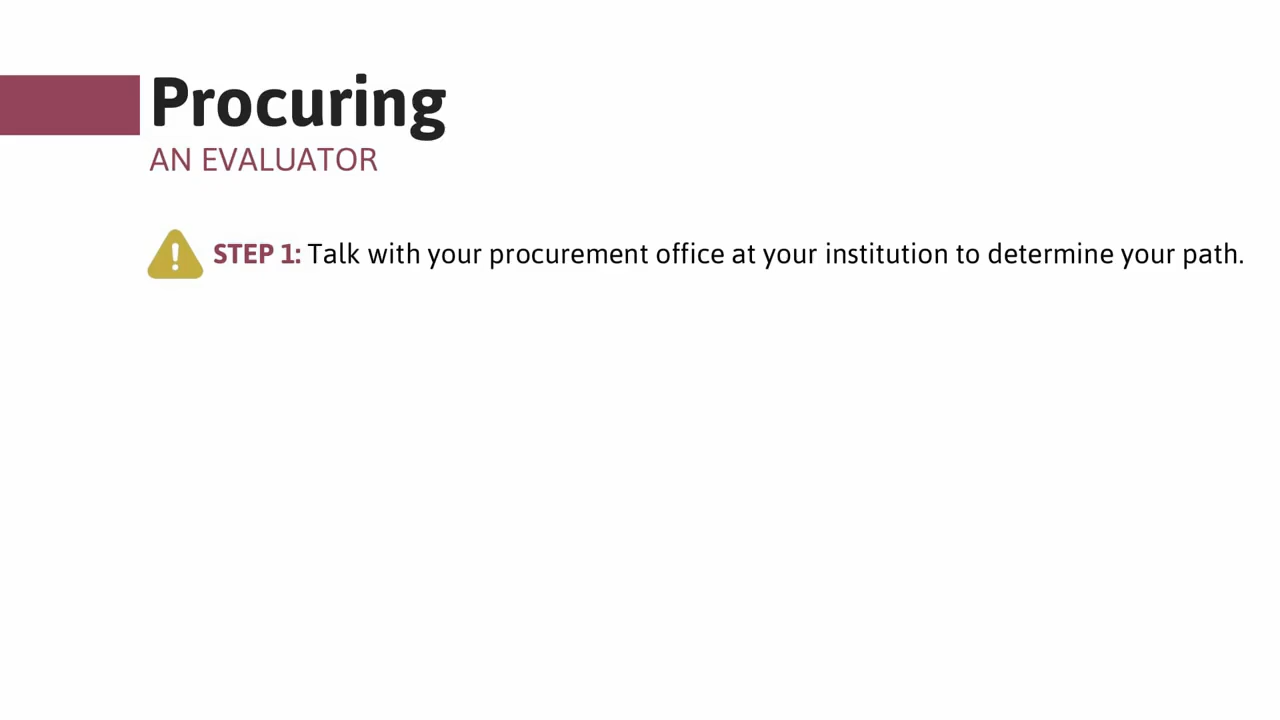 Procuring
AN EVALUATOR
STEP 1: Talk with your procurement office at your institution to determine your path.